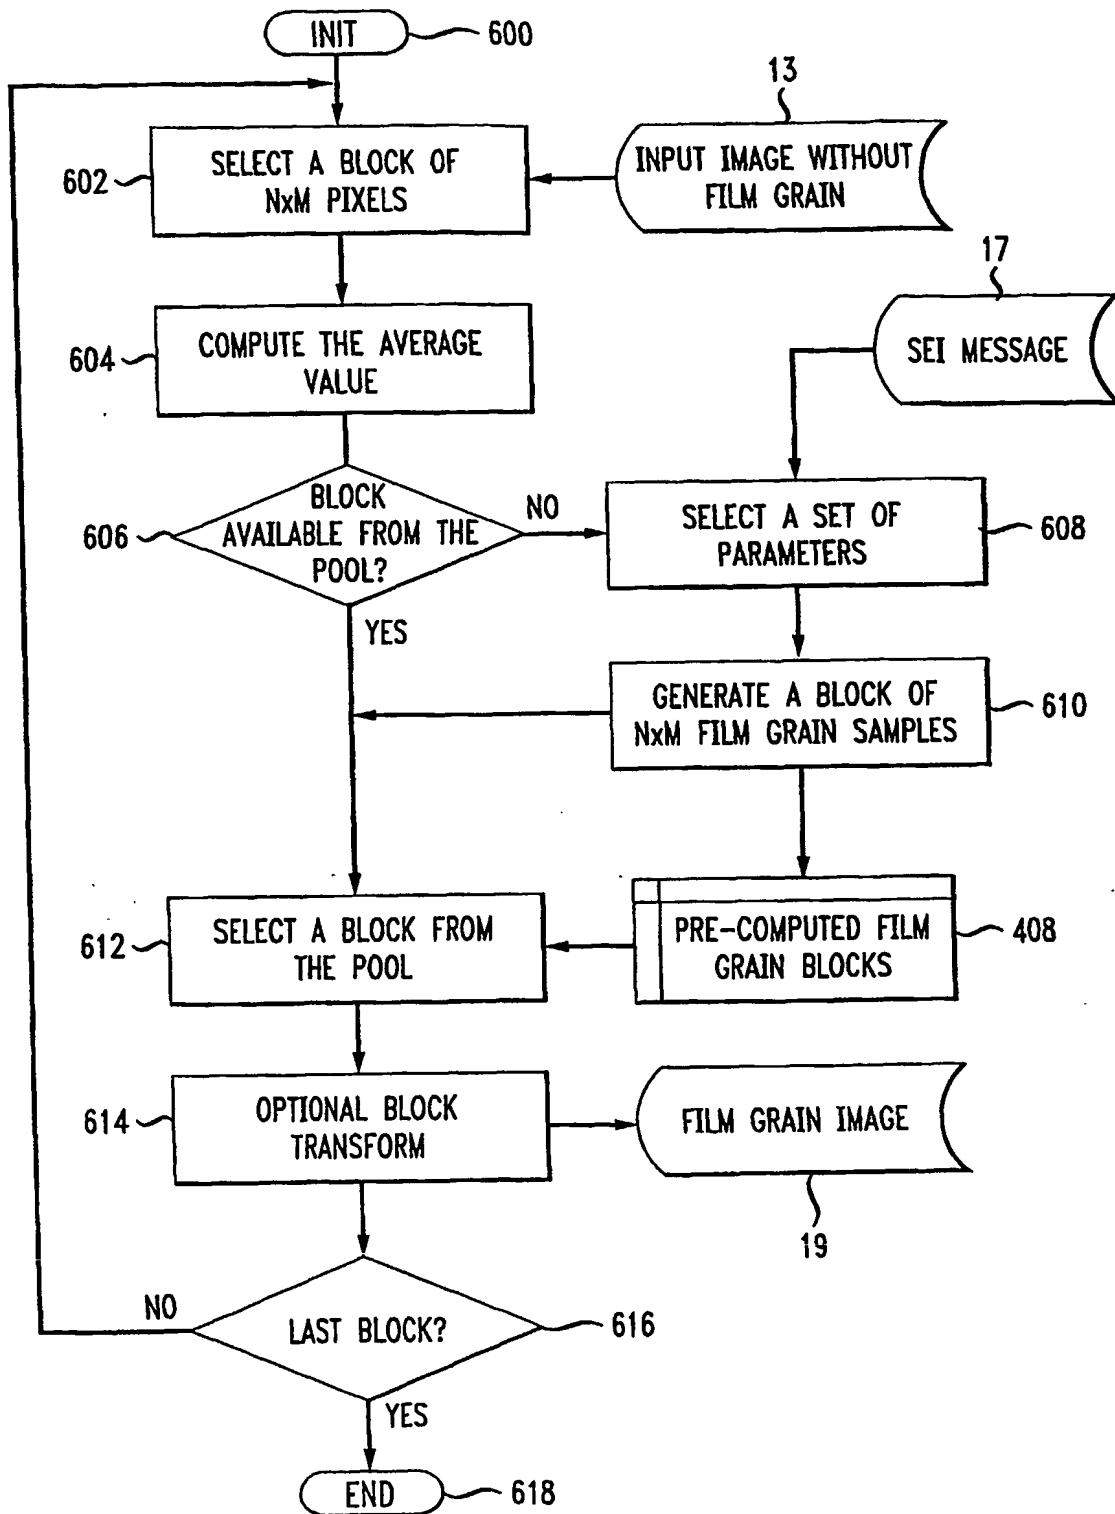 INIT
600
13
INPUT IMAGE WITHOUT
FILM GRAIN
602
SELECT A BLOCK OF
NxM PIXELS
17
SEI MESSAGE
604
COMPUTE THE AVERAGE
VALUE
606
BLOCK
AVAILABLE FROM THE
POOL?
NO
YES
SELECT A SET OF
PARAMETERS
608
GENERATE A BLOCK OF
NxM FILM GRAIN SAMPLES
610
612
SELECT A BLOCK FROM
THE POOL
PRE-COMPUTED FILM
GRAIN BLOCKS
408
614
OPTIONAL BLOCK
TRANSFORM
FILM GRAIN IMAGE
19
NO
LAST BLOCK?
616
YES
END
618